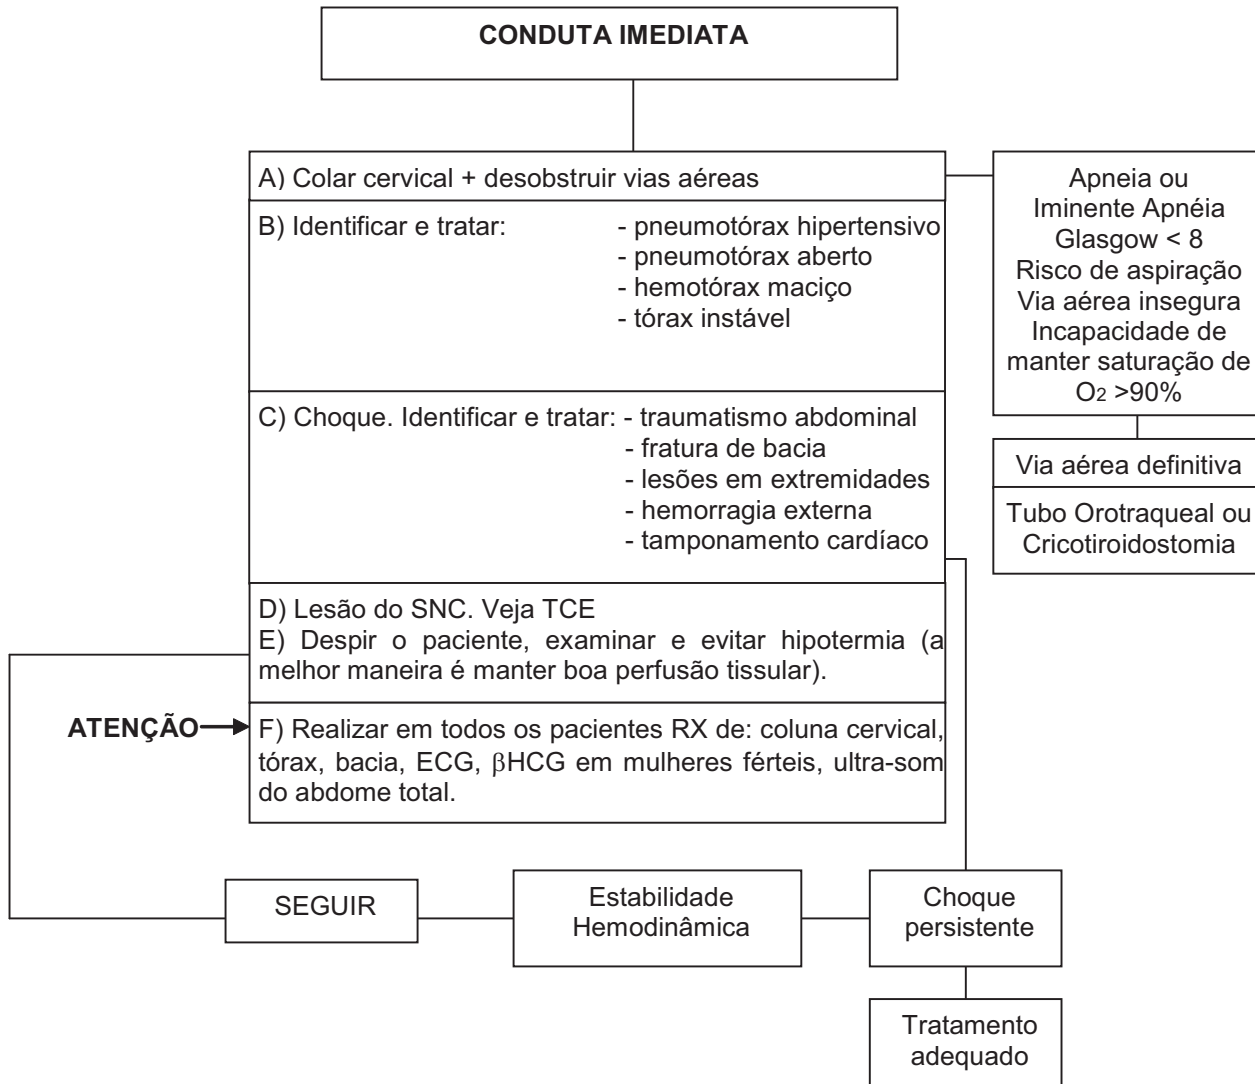 CONDUTA IMEDIATA
A) Colar cervical + desobstruir vias aéreas
B) Identificar e tratar: - pneumotórax hipertensivo
- pneumotórax aberto
- hemotórax maciço
- tórax instável
C) Choque. Identificar e tratar: - traumatismo abdominal
- fratura de bacia
- lesões em extremidades
- hemorragia externa
- tamponamento cardíaco
D) Lesão do SNC. Veja TCE
E) Despir o paciente, examinar e evitar hipotermia (a
melhor maneira é manter boa perfusão tissular).
ATENÇÃO
F) Realizar em todos os pacientes RX de: coluna cervical,
tórax, bacia, ECG, βHCG em mulheres férteis, ultra-som
do abdome total.
Apneia ou
Iminente Apnéia
Glasgow < 8
Risco de aspiração
Via aérea insegura
Incapacidade de
manter saturação de
O2 >90%
Via aérea definitiva
Tubo Orotraqueal ou
Cricotiroidostomia
SEGUIR
Estabilidade
Hemodinâmica
Choque
persistente
Tratamento
adequado